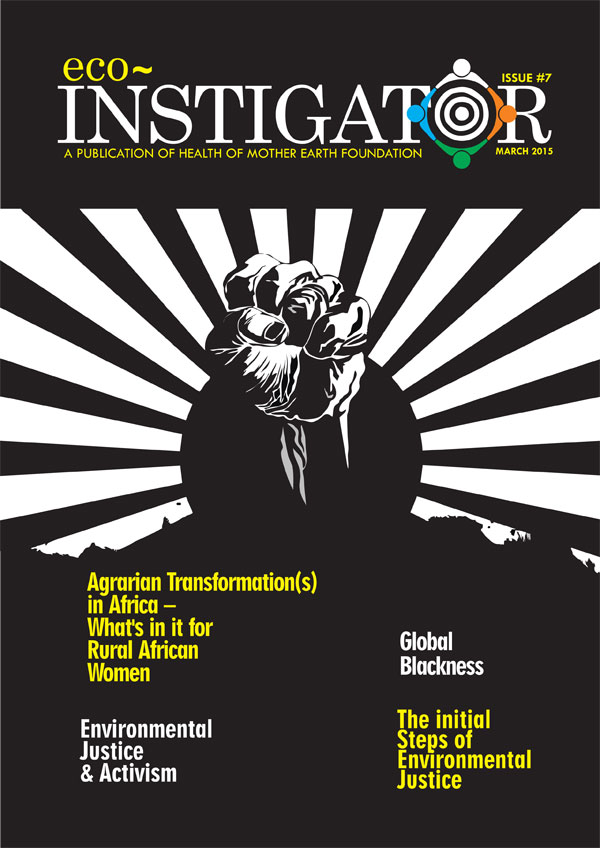 eco~
ISSUE #7
INSTIGATOR
A PUBLICATION OF HEALTH OF MOTHER EARTH FOUNDATION
MARCH 2015
Agrarian Transformation(s)
in Africa –
What's in it for
Rural African
Women
Global
Blackness
Environmental
Justice
& Activism
The initial
Steps of
Environmental
Justice